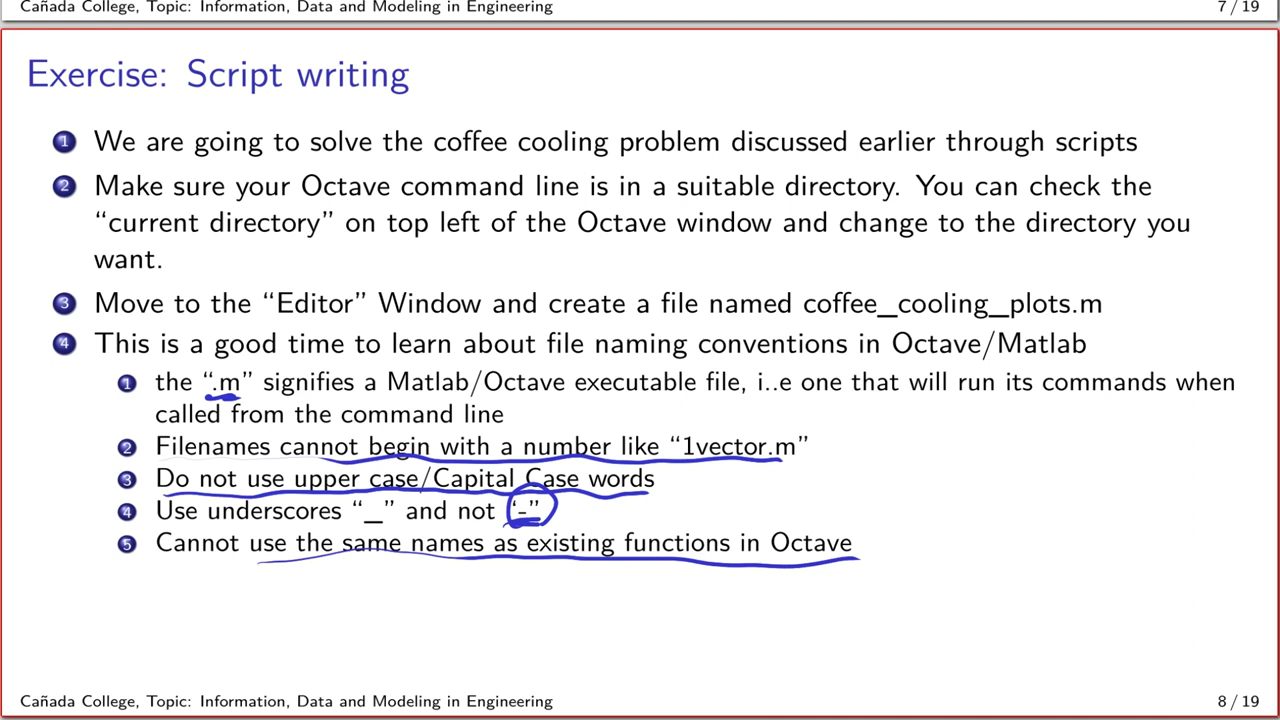 Cañada College, Topic: Information, Data and Modeling in Engineering 7 / 19
Exercise: Script writing
1 We are going to solve the coffee cooling problem discussed earlier through scripts
2 Make sure your Octave command line is in a suitable directory. You can check the
“current directory” on top left of the Octave window and change to the directory you
want.
3 Move to the “Editor” Window and create a file named coffee_cooling_plots.m
4 This is a good time to learn about file naming conventions in Octave/Matlab
1 the “.m” signifies a Matlab/Octave executable file, i..e one that will run its commands when
called from the command line
2 Filenames cannot begin with a number like “1vector.m”
3 Do not use upper case/Capital Case words
4 Use underscores “_” and not “-”
5 Cannot use the same names as existing functions in Octave
Cañada College, Topic: Information, Data and Modeling in Engineering 8 / 19